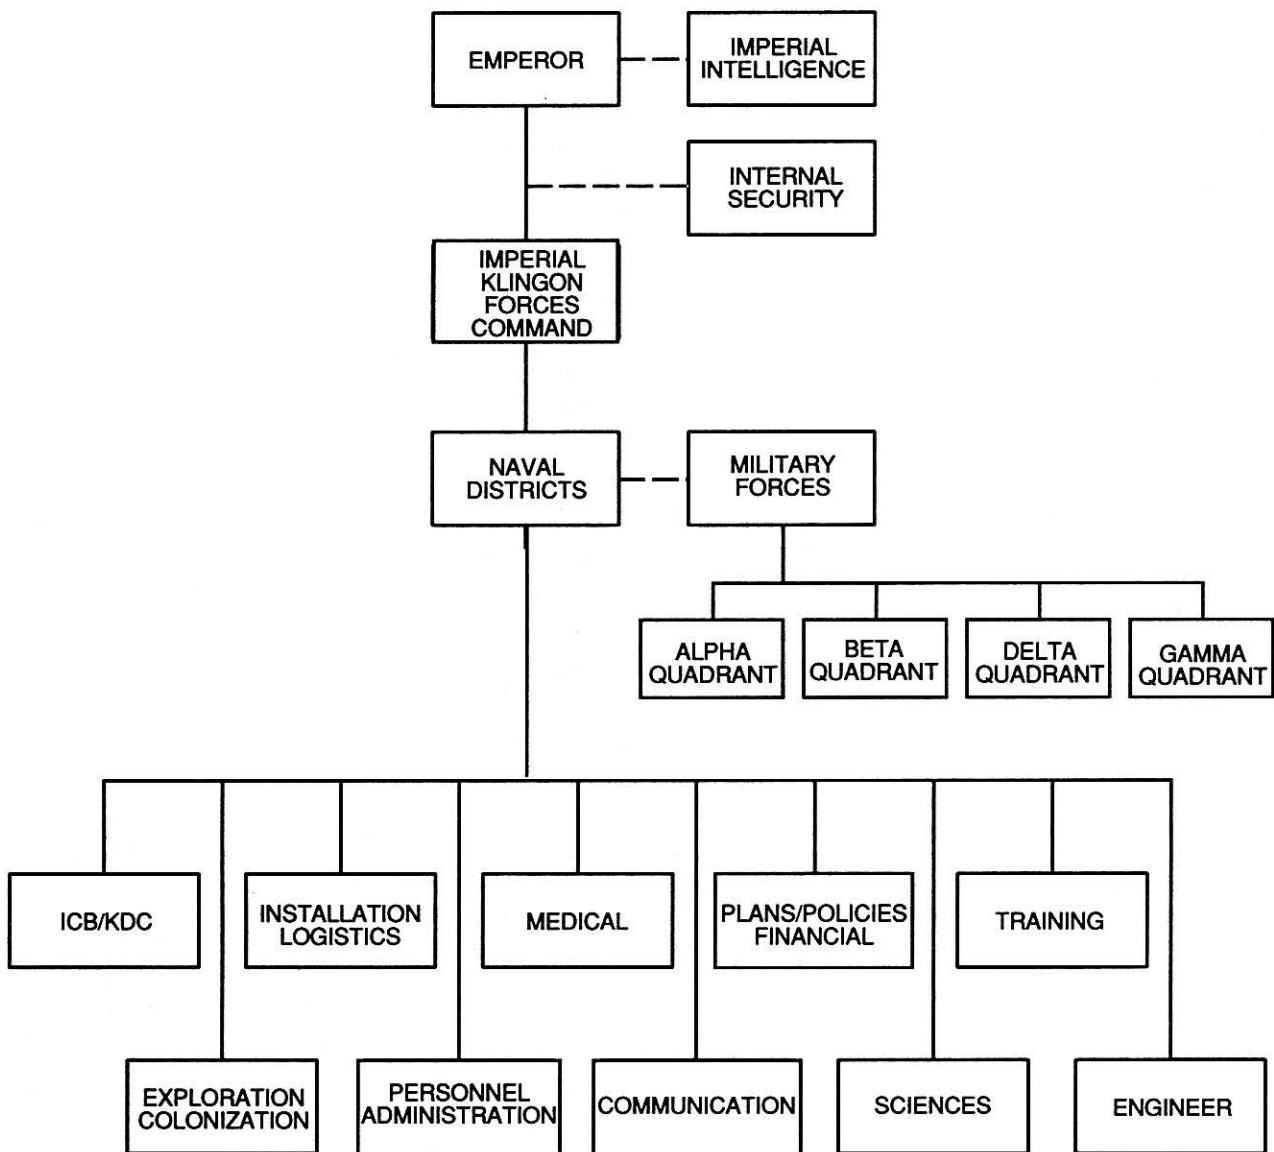 EMPEROR
IMPERIAL
INTELLIGENCE
INTERNAL
SECURITY
IMPERIAL
KLINGON
FORCES
COMMAND
NAVAL
DISTRICTS
MILITARY
FORCES
ALPHA
QUADRANT
BETA
QUADRANT
DELTA
QUADRANT
GAMMA
QUADRANT
ICB/KDC
INSTALLATION
LOGISTICS
MEDICAL
PLANS/POLICIES
FINANCIAL
TRAINING
EXPLORATION
COLONIZATION
PERSONNEL
ADMINISTRATION
COMMUNICATION
SCIENCES
ENGINEER